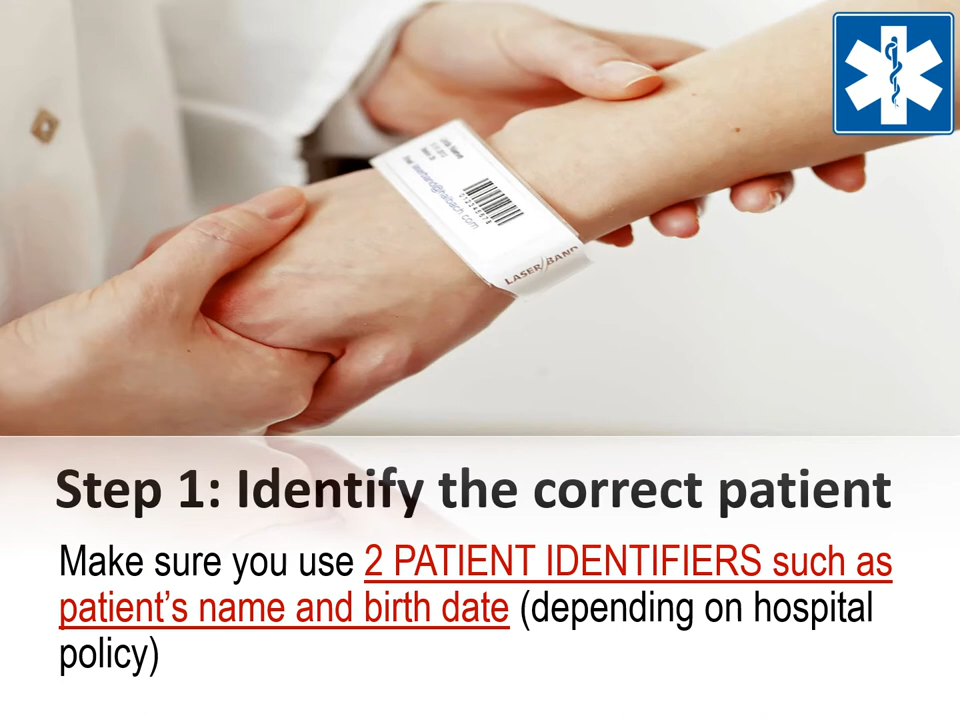 LASER BAND
Step 1: Identify the correct patient
Make sure you use 2 PATIENT IDENTIFIERS such as
patient’s name and birth date (depending on hospital
policy)